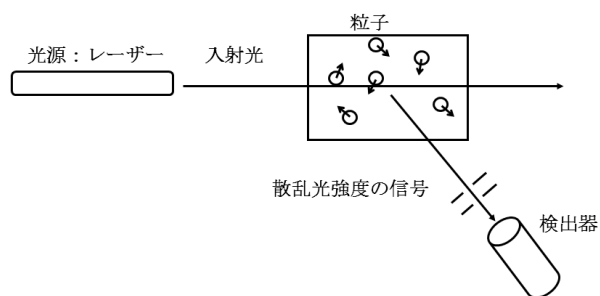 粒子
光源：レーザー
入射光
散乱光強度の信号
検出器